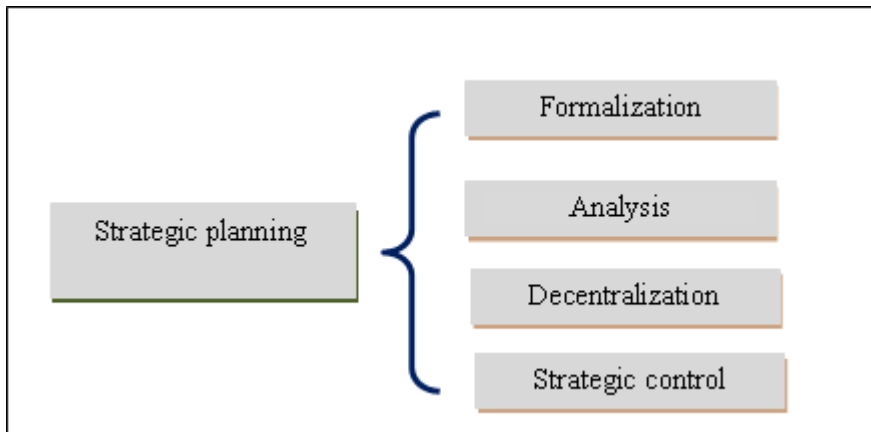 Formalization
Analysis
Strategic planning
Decentralization
Strategic control